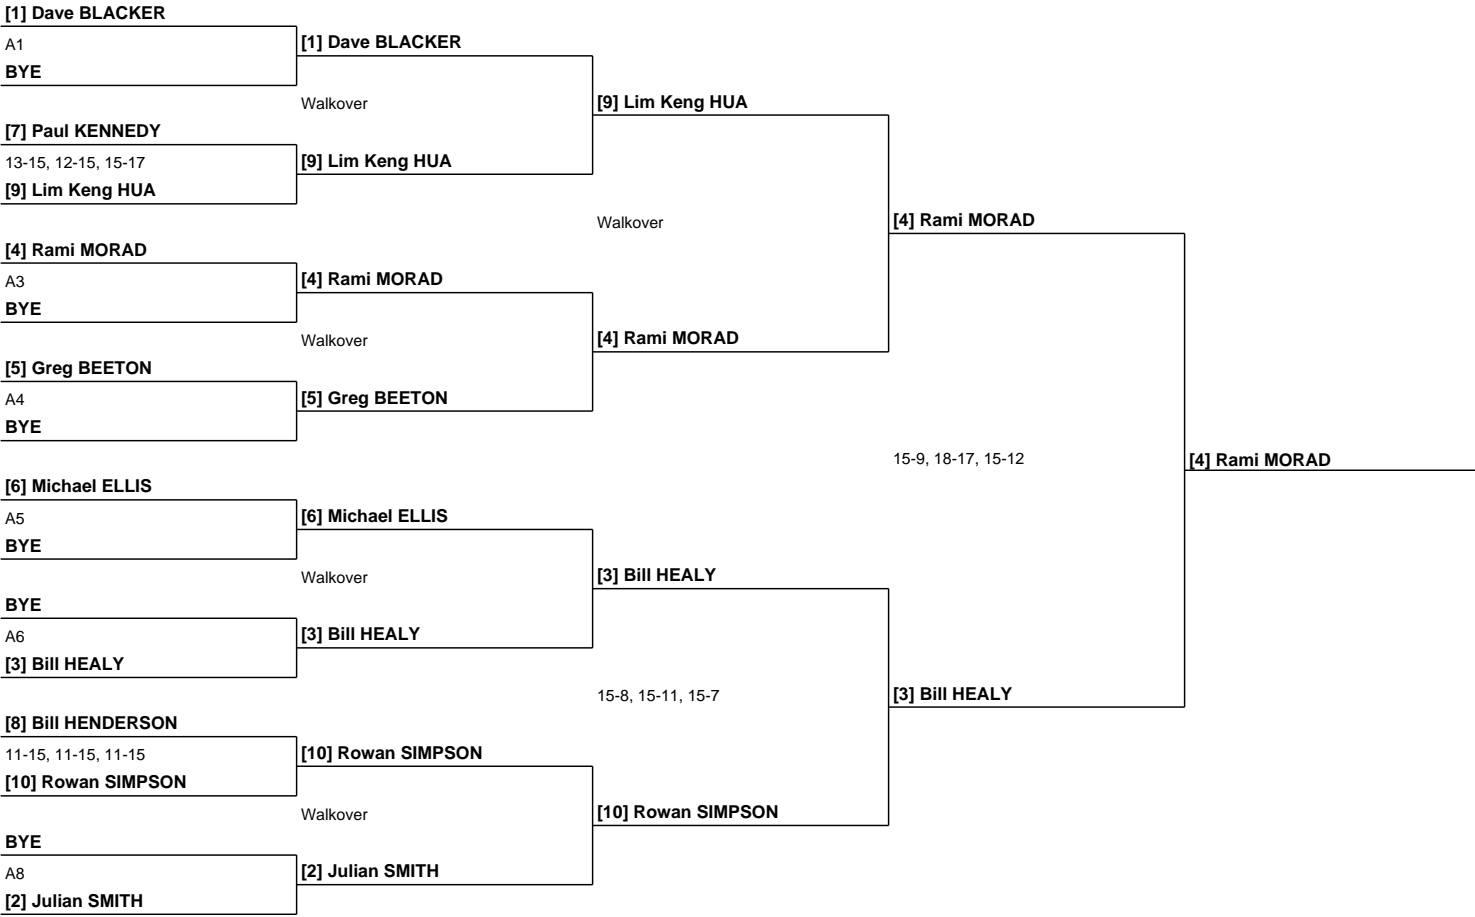 [1] Dave BLACKER
A1
BYE
[7] Paul KENNEDY
13-15, 12-15, 15-17
[9] Lim Keng HUA
[4] Rami MORAD
A3
BYE
[5] Greg BEETON
A4
BYE
[6] Michael ELLIS
A5
BYE
BYE
A6
[3] Bill HEALY
[8] Bill HENDERSON
11-15, 11-15, 11-15
[10] Rowan SIMPSON
BYE
A8
[2] Julian SMITH
[1] Dave BLACKER
Walkover
[9] Lim Keng HUA
[4] Rami MORAD
Walkover
[5] Greg BEETON
[6] Michael ELLIS
Walkover
[3] Bill HEALY
[10] Rowan SIMPSON
Walkover
[2] Julian SMITH
[9] Lim Keng HUA
Walkover
[4] Rami MORAD
[3] Bill HEALY
15-8, 15-11, 15-7
[10] Rowan SIMPSON
[4] Rami MORAD
15-9, 18-17, 15-12
[3] Bill HEALY
[4] Rami MORAD